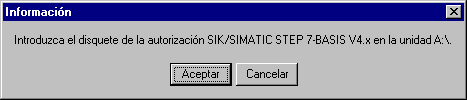 Información
Introduzca el disquete de la autorización SIK/SIMATIC STEP 7-BASIS V4.x en la unidad A:\.
Aceptar
Cancelar